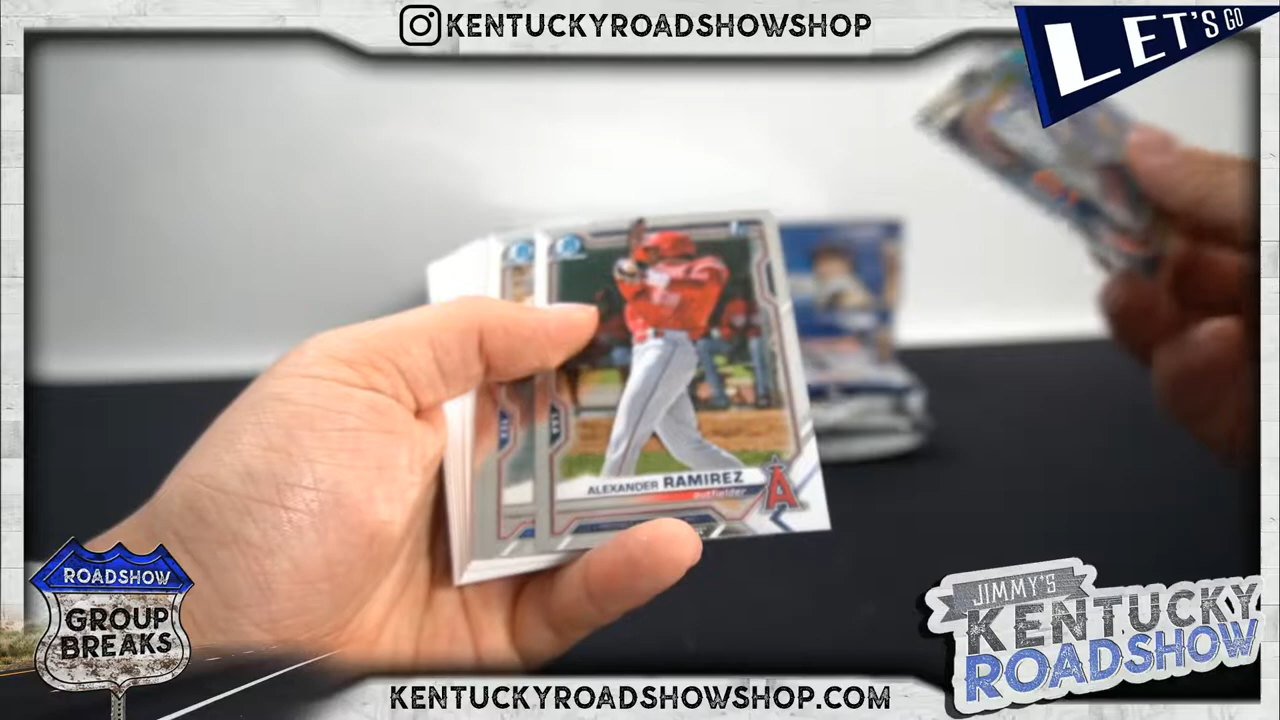 KENTUCKYROADSHOWSHOP
LET'S GO
ALEXANDER RAMIREZ
outfielder
A
ROADSHOW
GROUP
BREAKS
JIMMY'S
KENTUCKY
ROADSHOW
KENTUCKYROADSHOWSHOP.COM